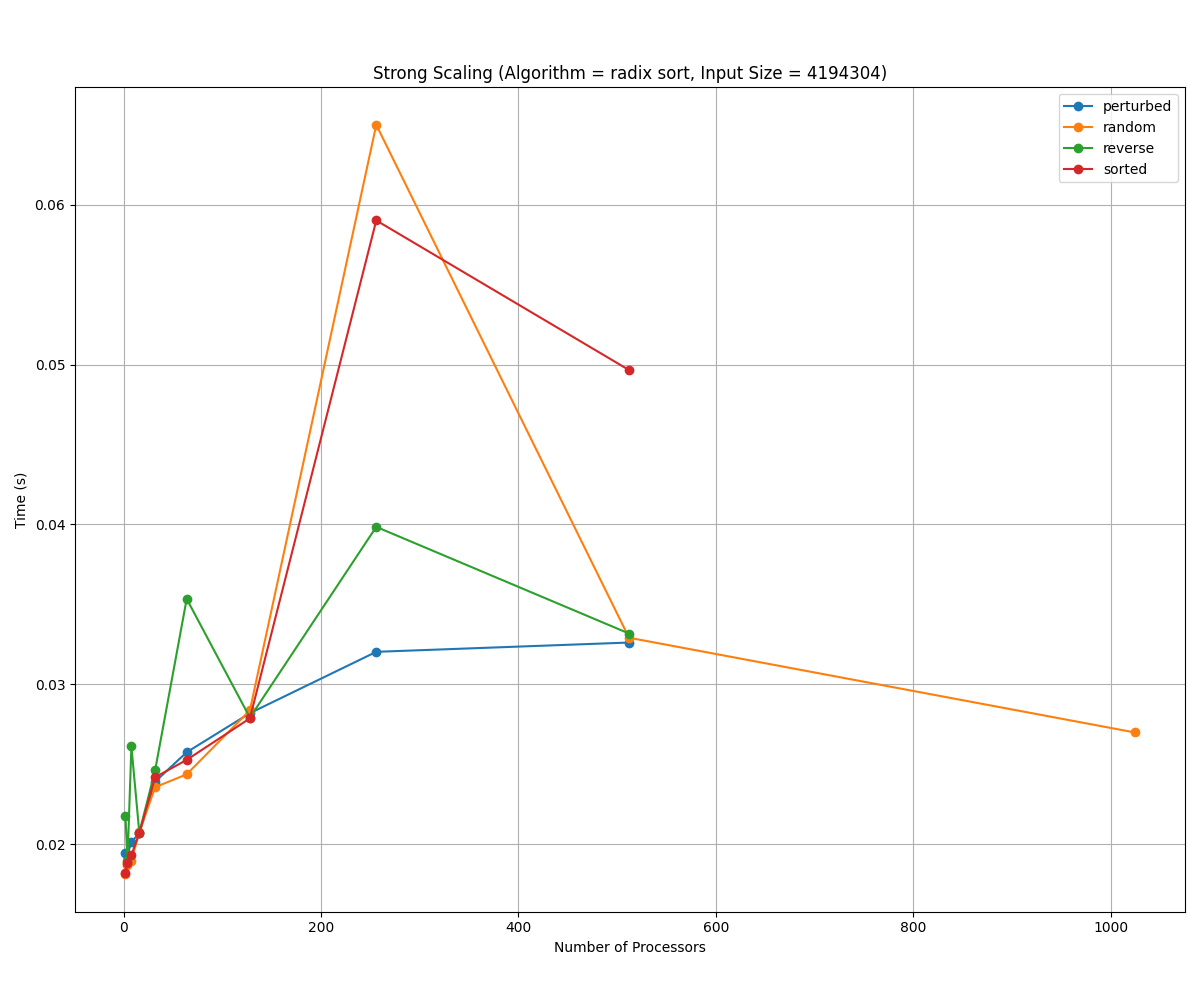 Strong Scaling (Algorithm = radix sort, Input Size = 4194304)
perturbed
random
reverse
sorted
0.06
0.05
0.04
0.03
0.02
Time (s)
0 200 400 600 800 1000
Number of Processors